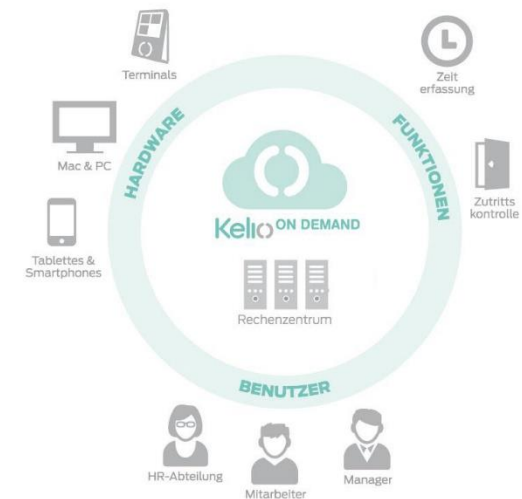 Terminals
Zeit
erfassung
HARDWARE
FUNKTIONEN
Mac & PC
Zutritts
kontrolle
Kelio ON DEMAND
Tablettes &
Smartphones
Rechenzentrum
BENUTZER
HR-Abteilung
Mitarbeiter
Manager